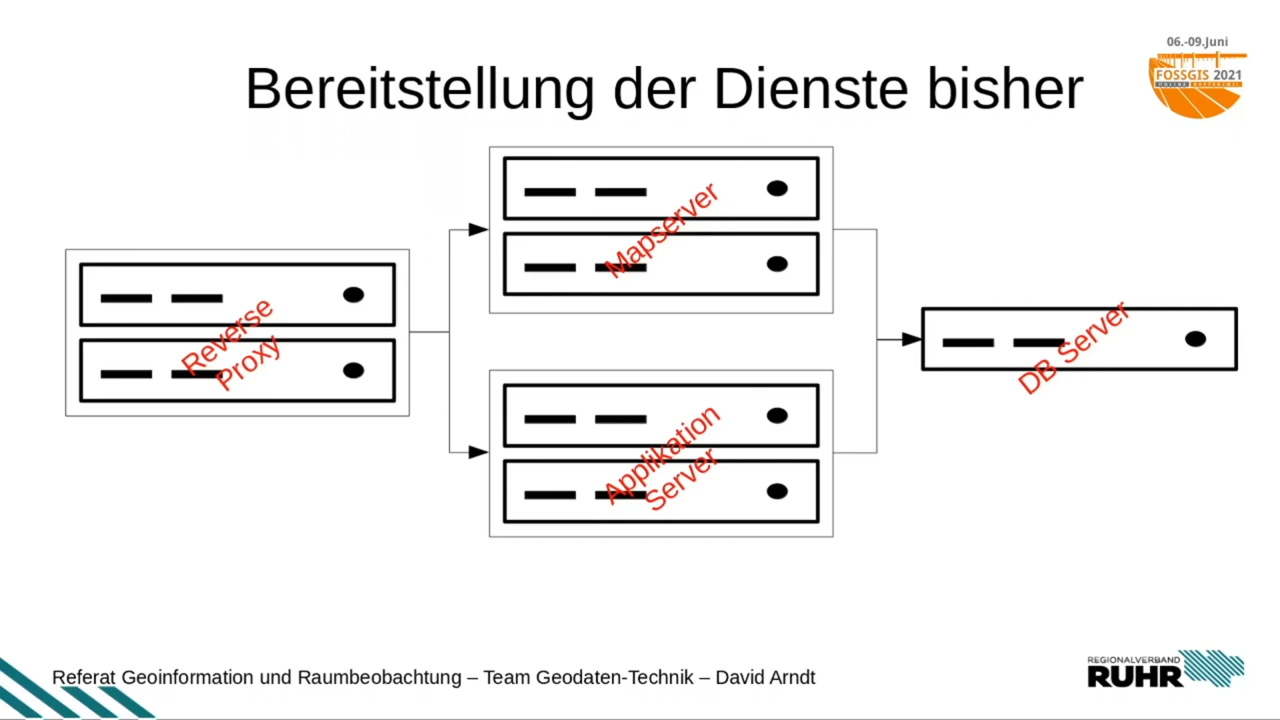 06.-09.Juni
FOSSGIS 2021
Bereitstellung der Dienste bisher
Mapserver
Reverse
Proxy
DB Server
Applikation
Server
Referat Geoinformation und Raumbeobachtung – Team Geodaten-Technik – David Arndt
REGIONALVERBAND
RUHR